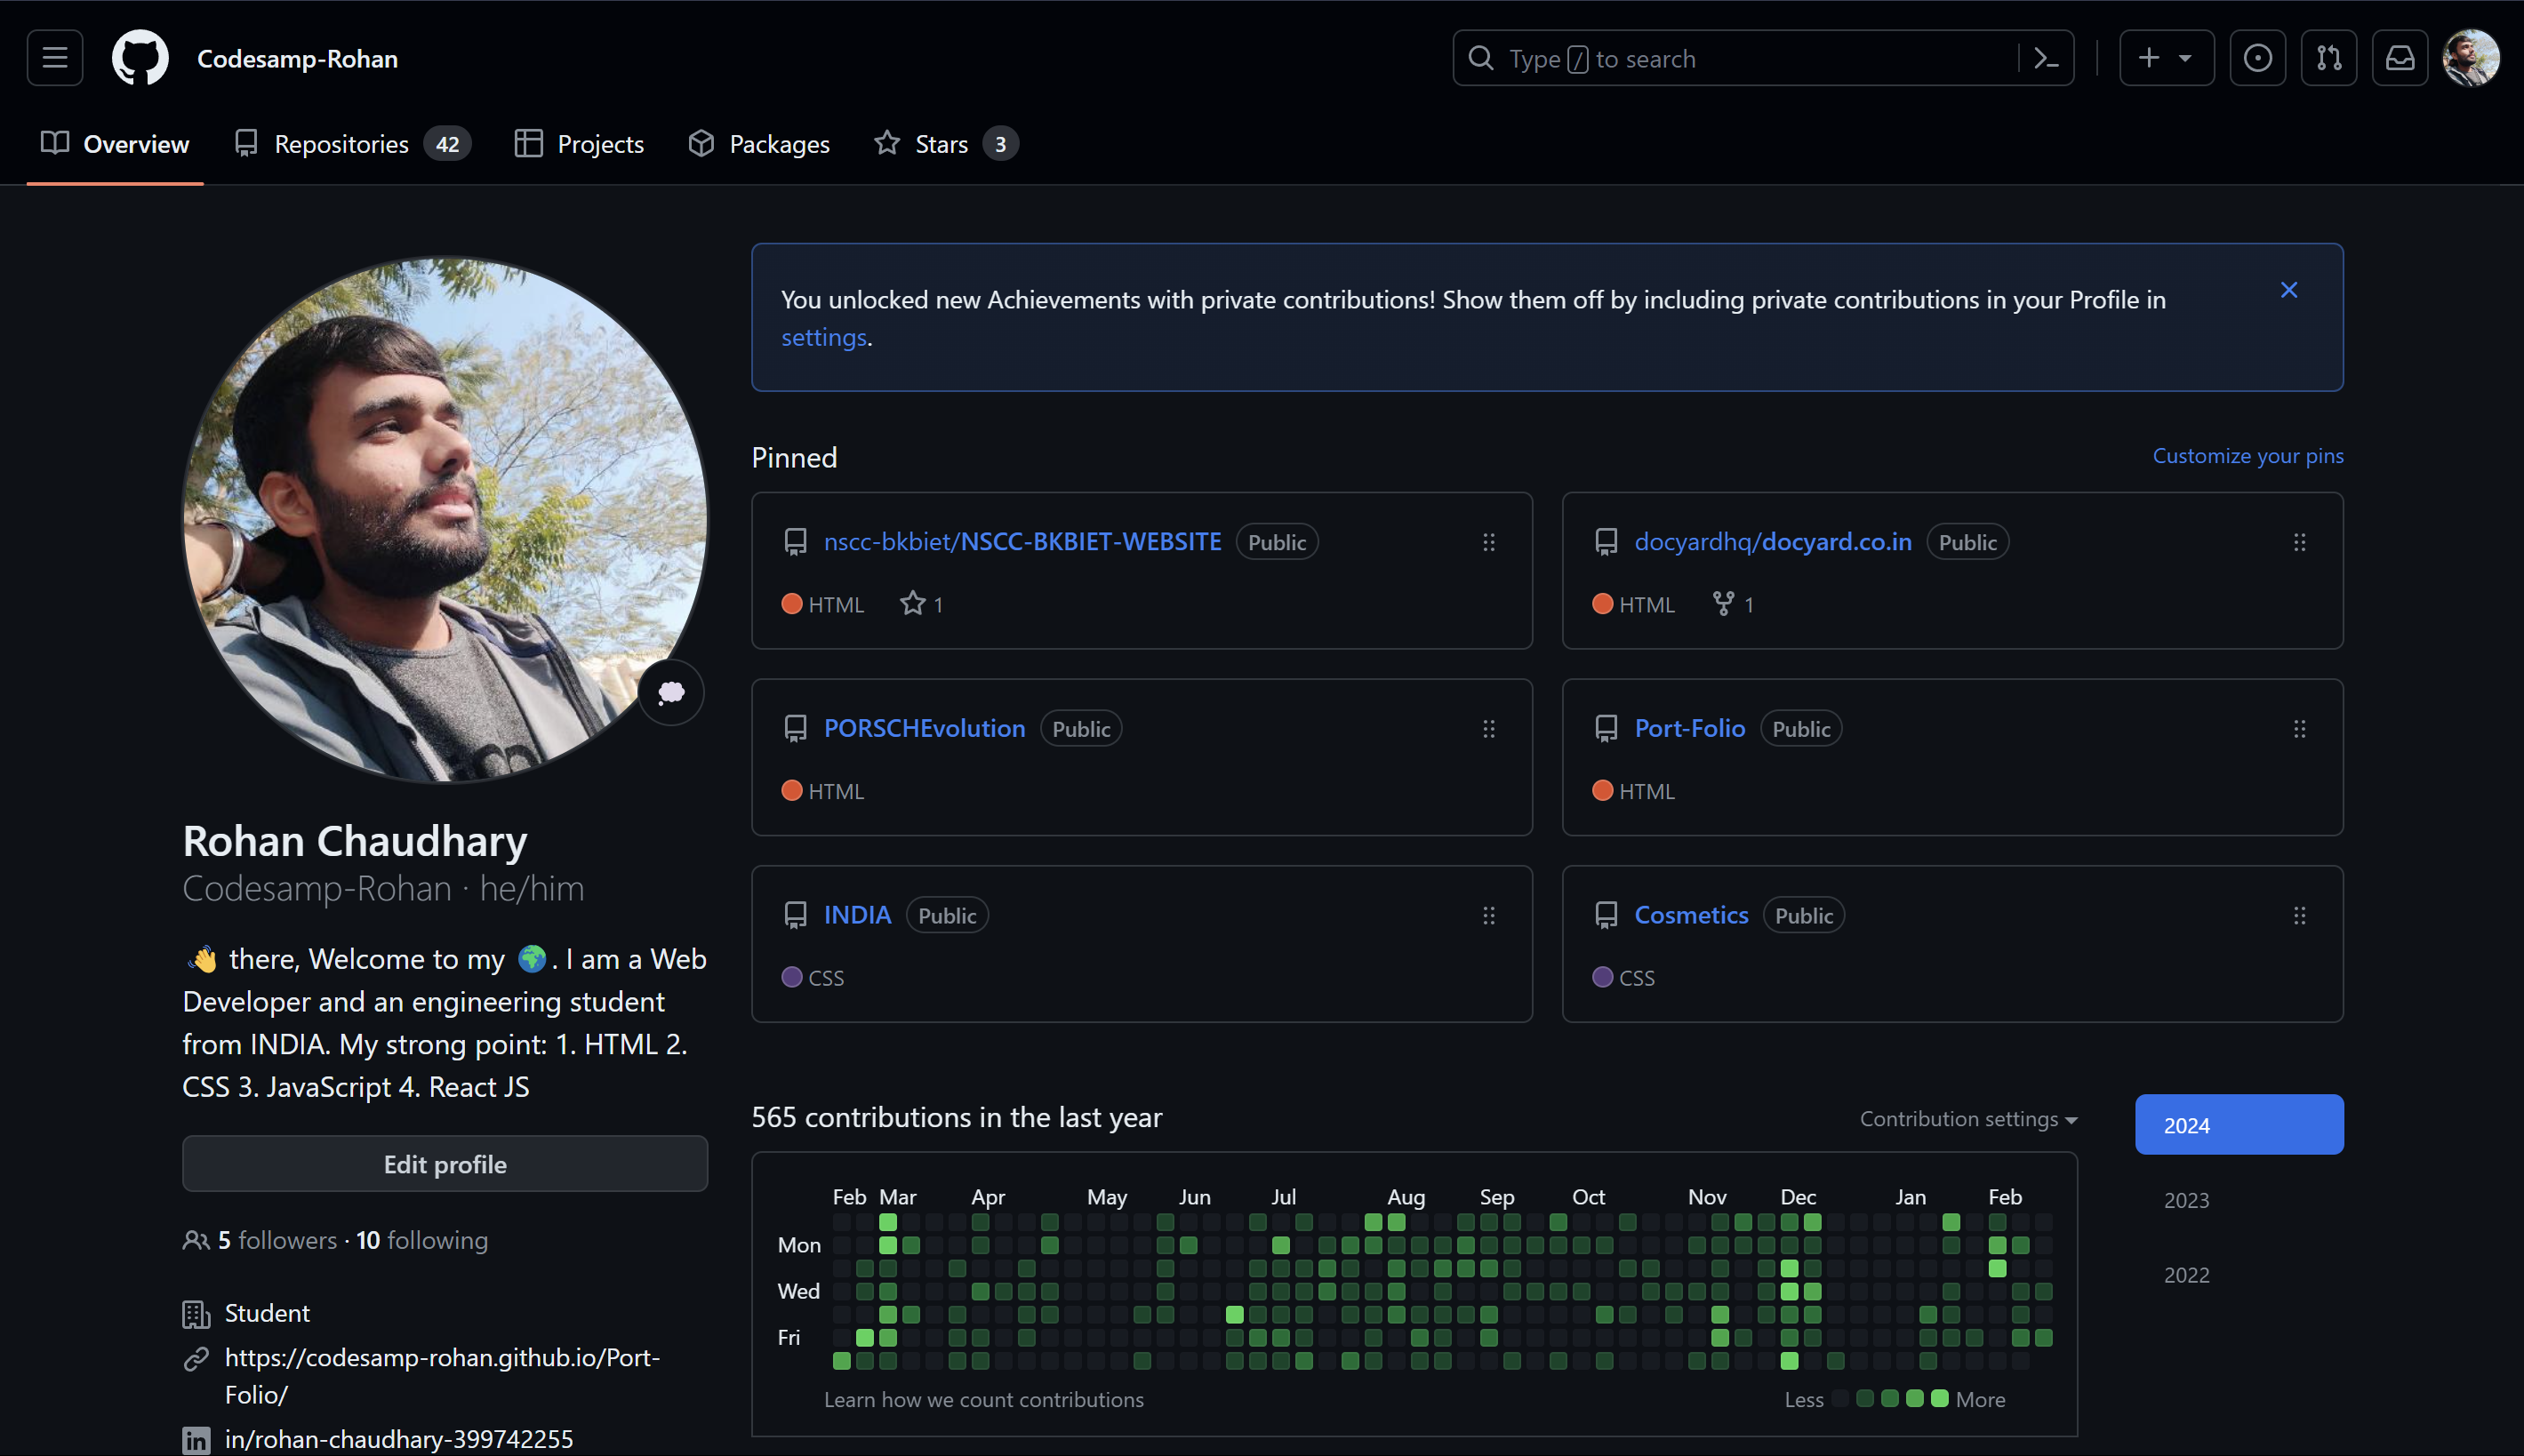 Codesamp-Rohan
Type / to search
Overview
Repositories 42
Projects
Packages
Stars 3
You unlocked new Achievements with private contributions! Show them off by including private contributions in your Profile in
settings.
Pinned
Customize your pins
nscc-bkbiet/NSCC-BKBIET-WEBSITE Public
HTML 1
docyardhq/docyard.co.in Public
HTML 1
PORSCHEvolution Public
HTML
Port-Folio Public
HTML
INDIA Public
CSS
Cosmetics Public
CSS
Rohan Chaudhary
Codesamp-Rohan · he/him
👋 there, Welcome to my 🌍. I am a Web
Developer and an engineering student
from INDIA. My strong point: 1. HTML 2.
CSS 3. JavaScript 4. React JS
Edit profile
5 followers · 10 following
Student
https://codesamp-rohan.github.io/Port-
Folio/
in/rohan-chaudhary-399742255
565 contributions in the last year
Contribution settings
2024
2023
2022
Feb Mar Apr May Jun Jul Aug Sep Oct Nov Dec Jan Feb
Mon
Wed
Fri
Learn how we count contributions
Less More